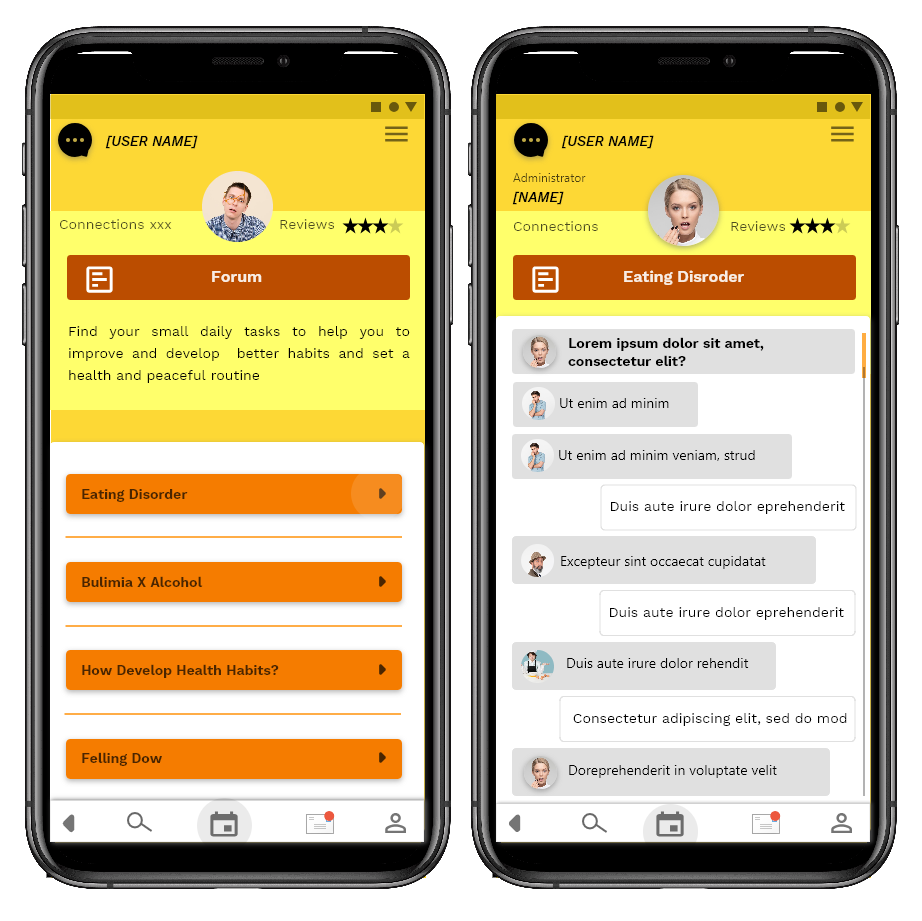 [USER NAME]
Connections xxx
Reviews
Forum
Find your small daily tasks to help you to
improve and develop better habits and set a
health and peaceful routine
Eating Disorder
Bulimia X Alcohol
How Develop Health Habits?
Felling Dow
[USER NAME]
Administrator
[NAME]
Connections
Reviews
Eating Disroder
Lorem ipsum dolor sit amet,
consectetur elit?
Ut enim ad minim
Ut enim ad minim veniam, strud
Duis aute irure dolor eprehenderit
Excepteur sint occaecat cupidatat
Duis aute irure dolor eprehenderit
Duis aute irure dolor rehendit
Consectetur adipiscing elit, sed do mod
Doreprehenderit in voluptate velit